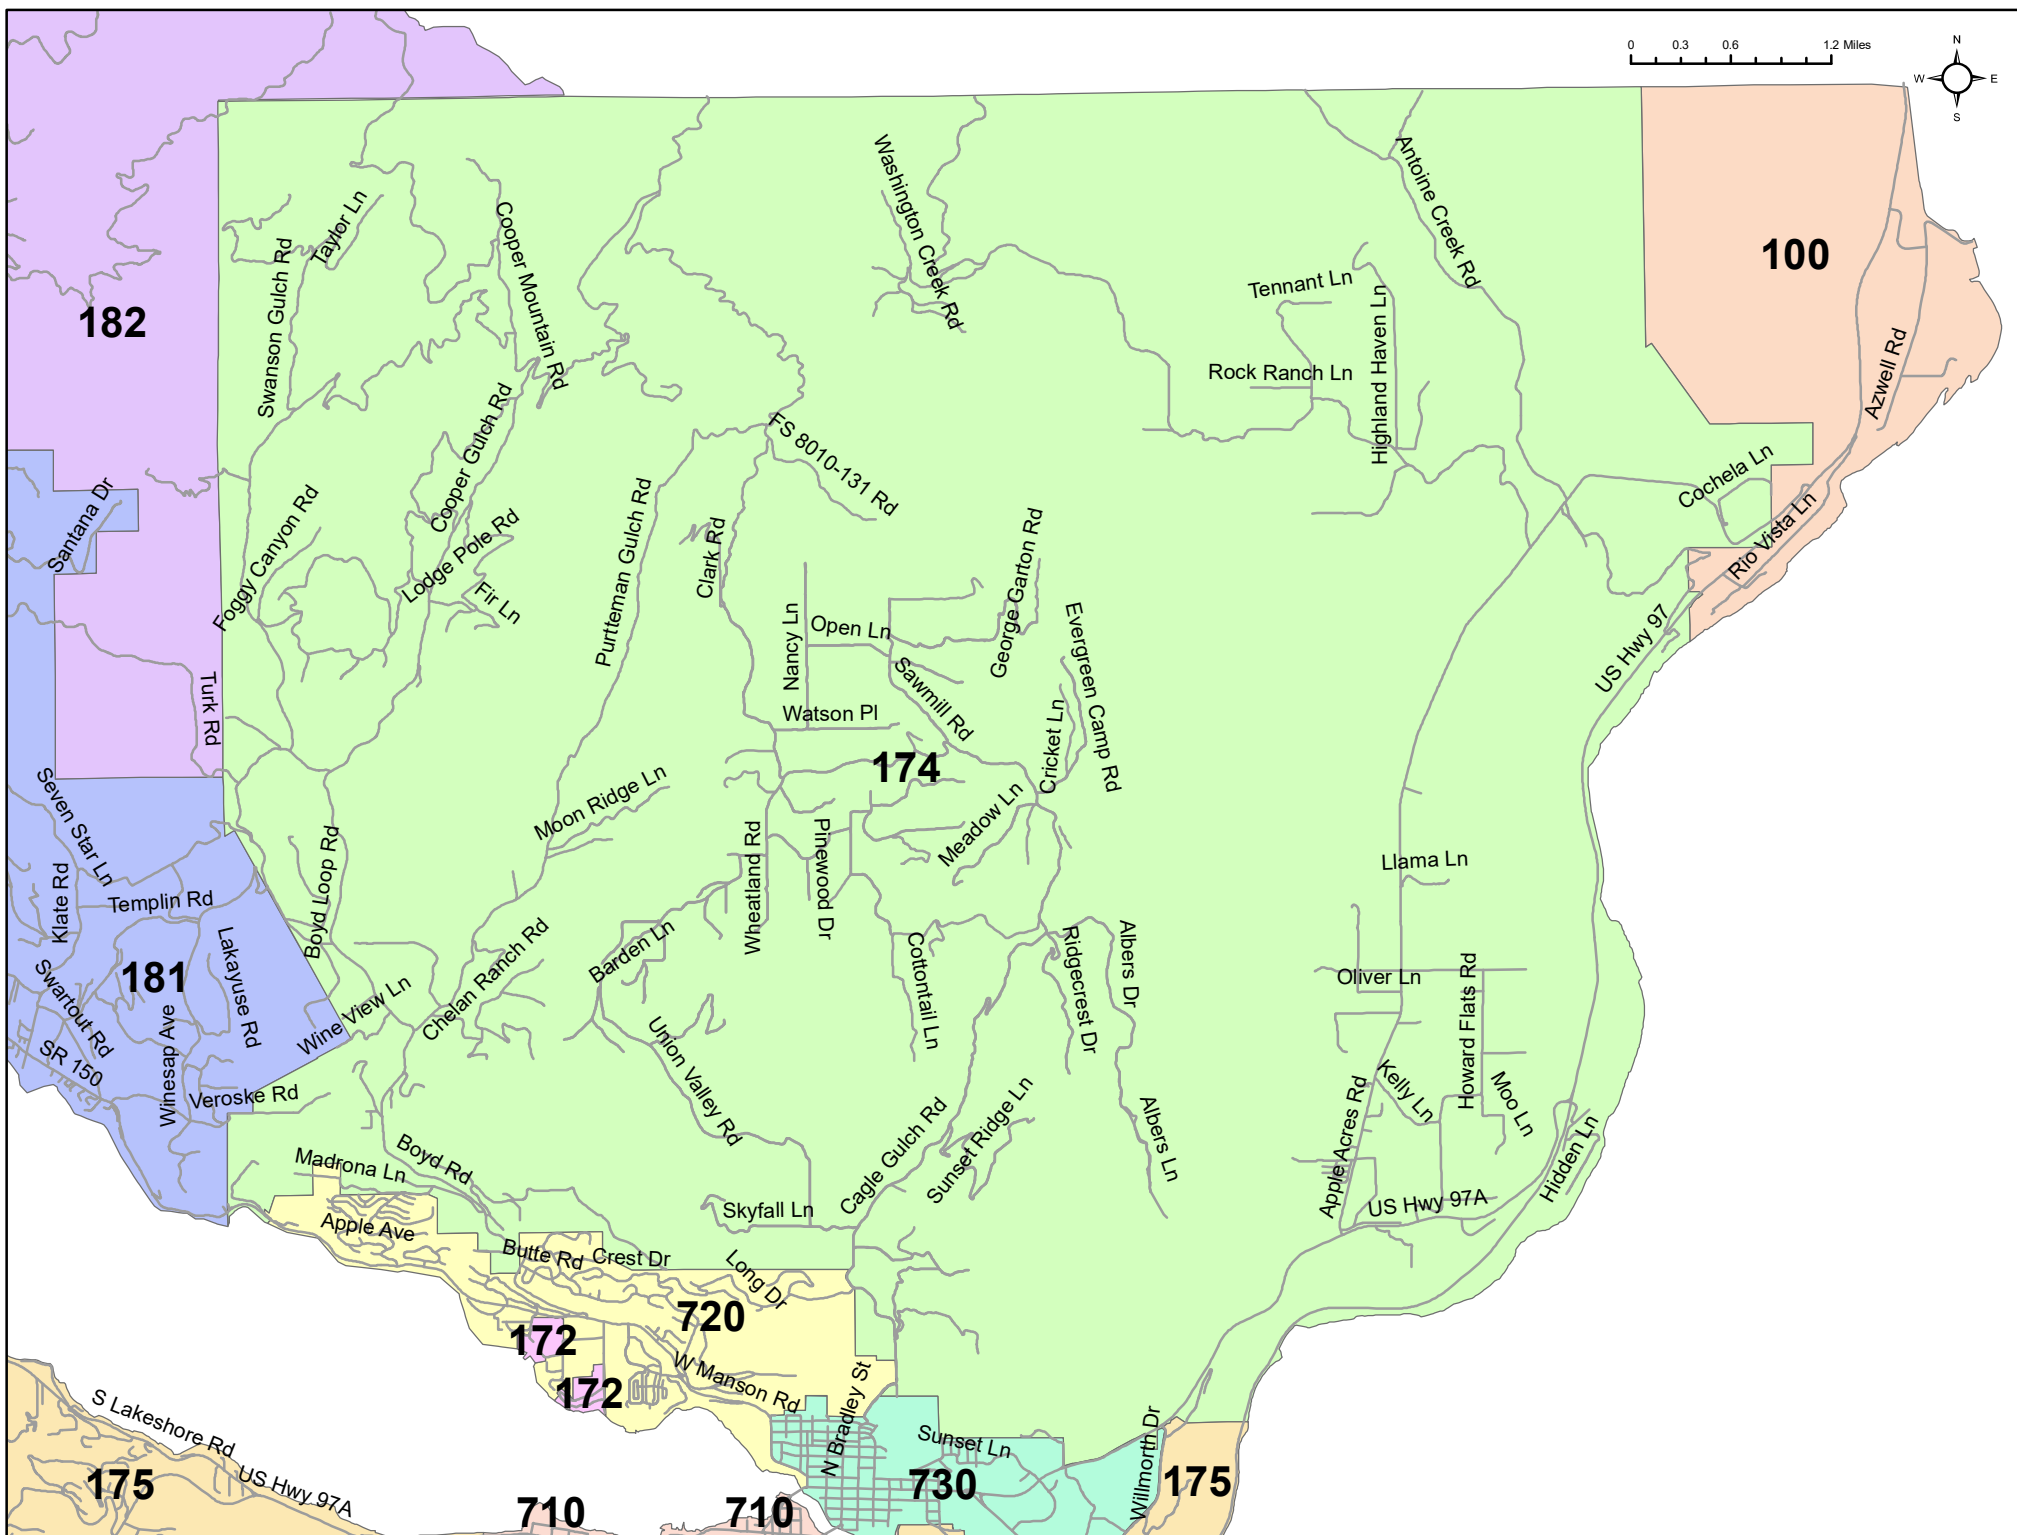 0 0.3 0.6 1.2 Miles
N
W E
S
Washington Creek Rd
Antoine Creek Rd
Taylor Ln
Cooper Mountain Rd
Swanson Gulch Rd
100
182
Tennant Ln
Highland Haven Ln
Rock Ranch Ln
Azwell Rd
Cooper Gulch Rd
FS 8010-131 Rd
Cochela Ln
Santana Dr
Foggy Canyon Rd
Lodge Pole Rd
Fir Ln
Purtteman Gulch Rd
Clark Rd
George Garton Rd
Rio Vista Ln
Nancy Ln
Open Ln
Sawmill Rd
Evergreen Camp Rd
US Hwy 97
Turk Rd
Watson Pl
Cricket Ln
174
Seven Star Ln
Moon Ridge Ln
Meadow Ln
Wheatland Rd
Pinewood Dr
Boyd Loop Rd
Llama Ln
Klate Rd
Templin Rd
Lakayuse Rd
Chelan Ranch Rd
Barden Ln
Cottontail Ln
Ridgecrest Dr
Albers Dr
181
Swartout Rd
Winesap Ave
Wine View Ln
Oliver Ln
Howard Flats Rd
SR 150
Union Valley Rd
Veroske Rd
Cagle Gulch Rd
Sunset Ridge Ln
Albers Ln
Apple Acres Rd
Kelly Ln
Moo Ln
Hidden Ln
Madrona Ln
Boyd Rd
Skyfall Ln
US Hwy 97A
Apple Ave
Butte Rd
Crest Dr
Long Dr
720
172
172
W Manson Rd
N Bradley St
S Lakeshore Rd
US Hwy 97A
Sunset Ln
Willmorth Dr
175
710
710
730
175